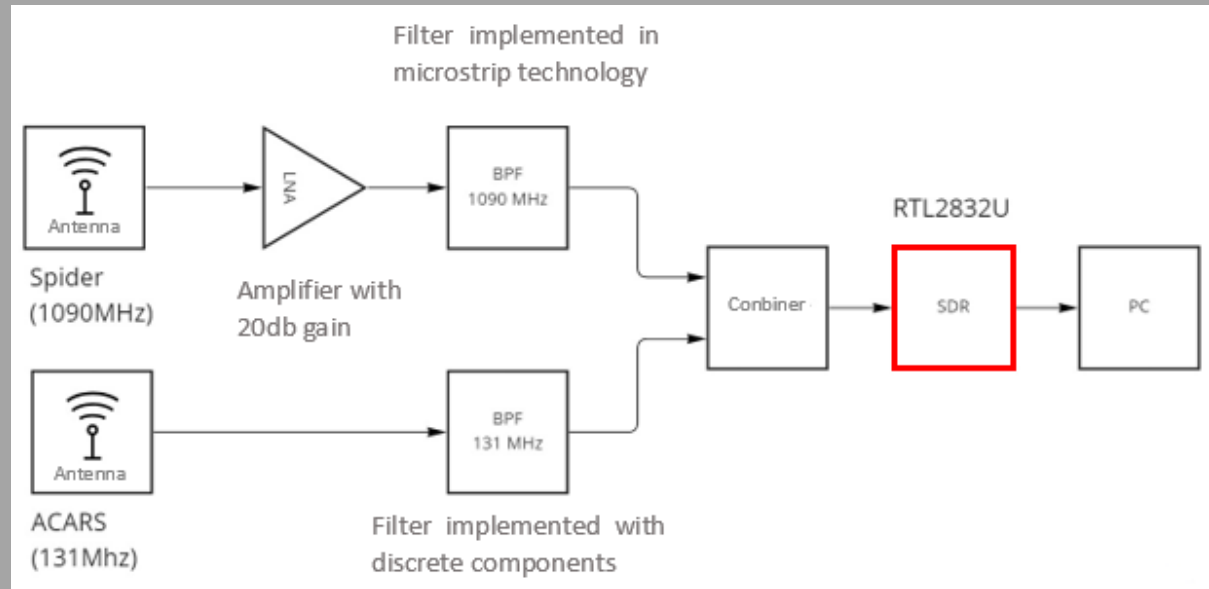 Filter implemented in
microstrip technology
Antenna
Spider
(1090MHz)
LNA
Amplifier with
20db gain
BPF
1090 MHz
Antenna
ACARS
(131Mhz)
BPF
131 MHz
Filter implemented with
discrete components
Conbiner
RTL2832U
SDR
PC